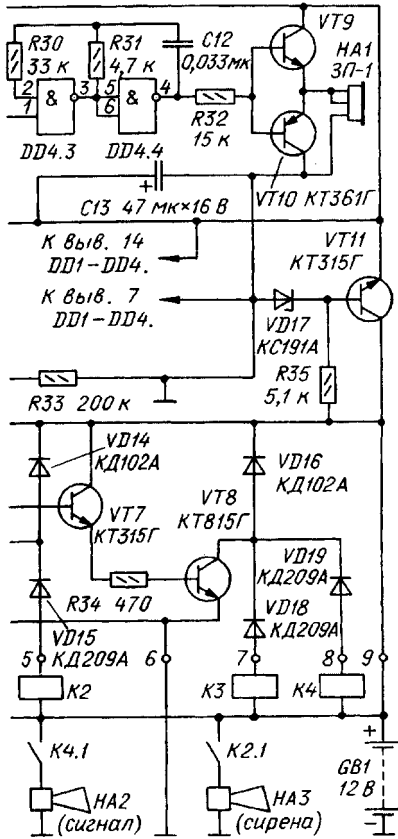 VT9
HA1
ЗП-1
R30
33 к
R31
4,7 к
C12
0,033мк
2
&
3
5
&
4
1
6
DD4.3
DD4.4
R32
15 к
VT10 КТ361Г
+
C13 47 мк×16 В
К выв. 14
DD1-DD4.
VT11
КТ315Г
К выв. 7
DD1-DD4.
VD17
КС191А
R35
5,1 к
R33 200 к
VD14
КД102А
VD16
КД102А
VT7
КТ315Г
VT8
КТ815Г
VD19
КД209А
R34 470
VD18
КД209А
VD15
КД209А
5
6
7
8
9
K2
K3
K4
K4.1
K2.1
+
GB1
12 В
-
HA2
(сигнал)
HA3
(сирена)